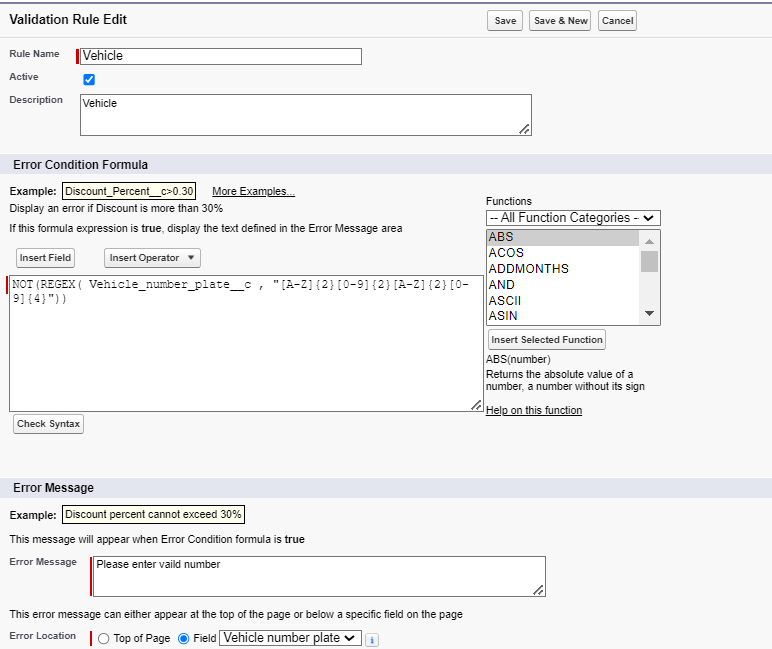 Validation Rule Edit
Save
Save & New
Cancel
Rule Name
Vehicle
Active
Description
Vehicle
Error Condition Formula
Example: Discount_Percent__c>0.30 More Examples...
Display an error if Discount is more than 30%
If this formula expression is true, display the text defined in the Error Message area
Insert Field
Insert Operator
NOT(REGEX( Vehicle_number_plate__c , "[A-Z]{2}[0-9]{2}[A-Z]{2}[0-
9]{4}"))
Check Syntax
Functions
-- All Function Categories --
ABS
ACOS
ADDMONTHS
AND
ASCII
ASIN
Insert Selected Function
ABS(number)
Returns the absolute value of a
number, a number without its sign
Help on this function
Error Message
Example: Discount percent cannot exceed 30%
This message will appear when Error Condition formula is true
Error Message
Please enter vaild number
This error message can either appear at the top of the page or below a specific field on the page
Error Location
Top of Page
Field
Vehicle number plate
i